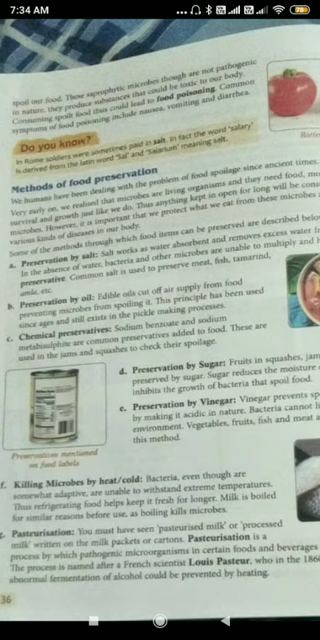 7:34 AM
75
spoil our food. These saprophytic microbes though are not pathogenic
in nature, they produce substances that could be toxic to our body.
Consuming spoilt food thus could lead to food poisoning. Common
symptoms of food poisoning include nausea, vomiting and diarrhea.
Do you know?
In Rome soldiers were sometimes paid in salt. In fact the word "salary"
is derived from the latin word 'Sal' and 'Salarium' meaning salt.
Methods of food preservation
We humans have been dealing with the problem of food spoilage since ancient times.
Very early on, we realised that microbes are living organisms and they need food,
survival and growth just like we do. Thus anything kept in open for long will be
microbes. However, it is important that we protect what we eat from these microbes
various kinds of diseases in our body.
Some of the methods through which food items can be preserved are described
a. Preservation by salt: Salt works as water absorbent and removes excess water
In the absence of water, bacteria and other microbes are unable to multiply and
preservative. Common salt is used to preserve meat, fish, tamarind,
amla, etc.
b. Preservation by oil: Edible oils cut off air supply from food
preventing microbes from spoiling it. This principle has been used
since ages and still exists in the pickle making processes.
c. Chemical preservatives: Sodium benzoate and sodium
metabisulphite are common preservatives added to food. These are
used in the jams and squashes to check their spoilage.
d. Preservation by Sugar: Fruits in squashes,
preserved by sugar. Sugar reduces the moisture
inhibits the growth of bacteria that spoil food.
e. Preservation by Vinegar: Vinegar prevents
by making it acidic in nature. Bacteria cannot
environment. Vegetables, fruits, fish and meat
this method.
Preservatives mentioned
on food labels
f. Killing Microbes by heat/cold: Bacteria, even though are
somewhat adaptive, are unable to withstand extreme temperatures.
Thus refrigerating food helps keep it fresh for longer. Milk is boiled
for similar reasons before use, as boiling kills microbes.
Pasteurisation: You must have seen 'pasteurised milk' or 'processed
milk' written on the milk packets or cartons. Pasteurisation is a
process by which pathogenic microorganisms in certain foods and beverages
The process is named after a French scientist Louis Pasteur, who in the
abnormal fermentation of alcohol could be prevented by heating.
36